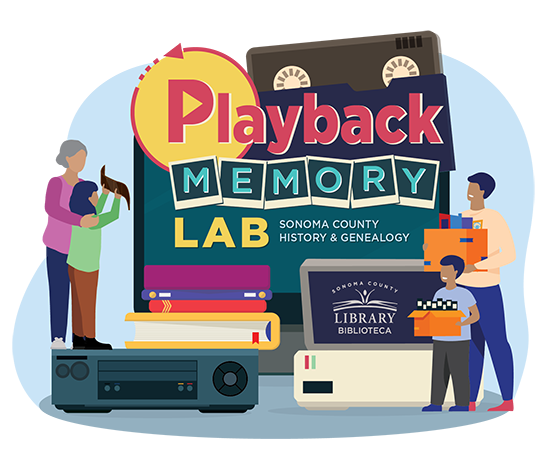 Playback
MEMORY
LAB
SONOMA COUNTY
HISTORY & GENEALOGY
SONOMA COUNTY
LIBRARY
BIBLIOTECA